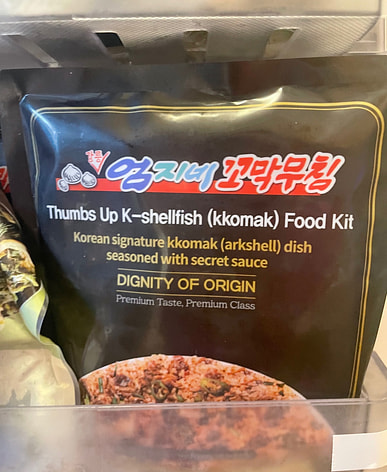 엄지네 꼬막무침
Thumbs Up K-shellfish (kkomak) Food Kit
Korean signature kkomak (arkshell) dish
seasoned with secret sauce
DIGNITY OF ORIGIN
Premium Taste, Premium Class